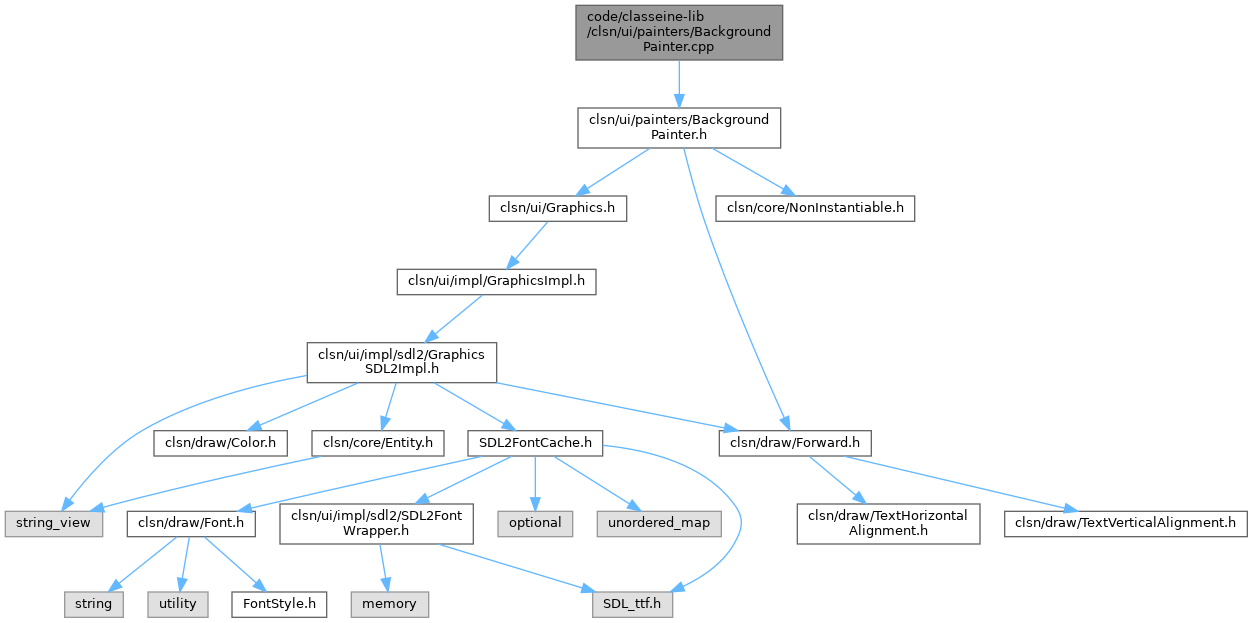 code/classeine-lib
/clsn/ui/painters/Background
Painter.cpp
clsn/ui/painters/Background
Painter.h
clsn/ui/Graphics.h
clsn/core/NonInstantiable.h
clsn/ui/impl/GraphicsImpl.h
clsn/ui/impl/sdl2/Graphics
SDL2Impl.h
clsn/draw/Color.h
clsn/core/Entity.h
SDL2FontCache.h
clsn/draw/Forward.h
string_view
clsn/draw/Font.h
clsn/ui/impl/sdl2/SDL2Font
Wrapper.h
optional
unordered_map
clsn/draw/TextHorizontal
Alignment.h
clsn/draw/TextVerticalAlignment.h
string
utility
FontStyle.h
memory
SDL_ttf.h